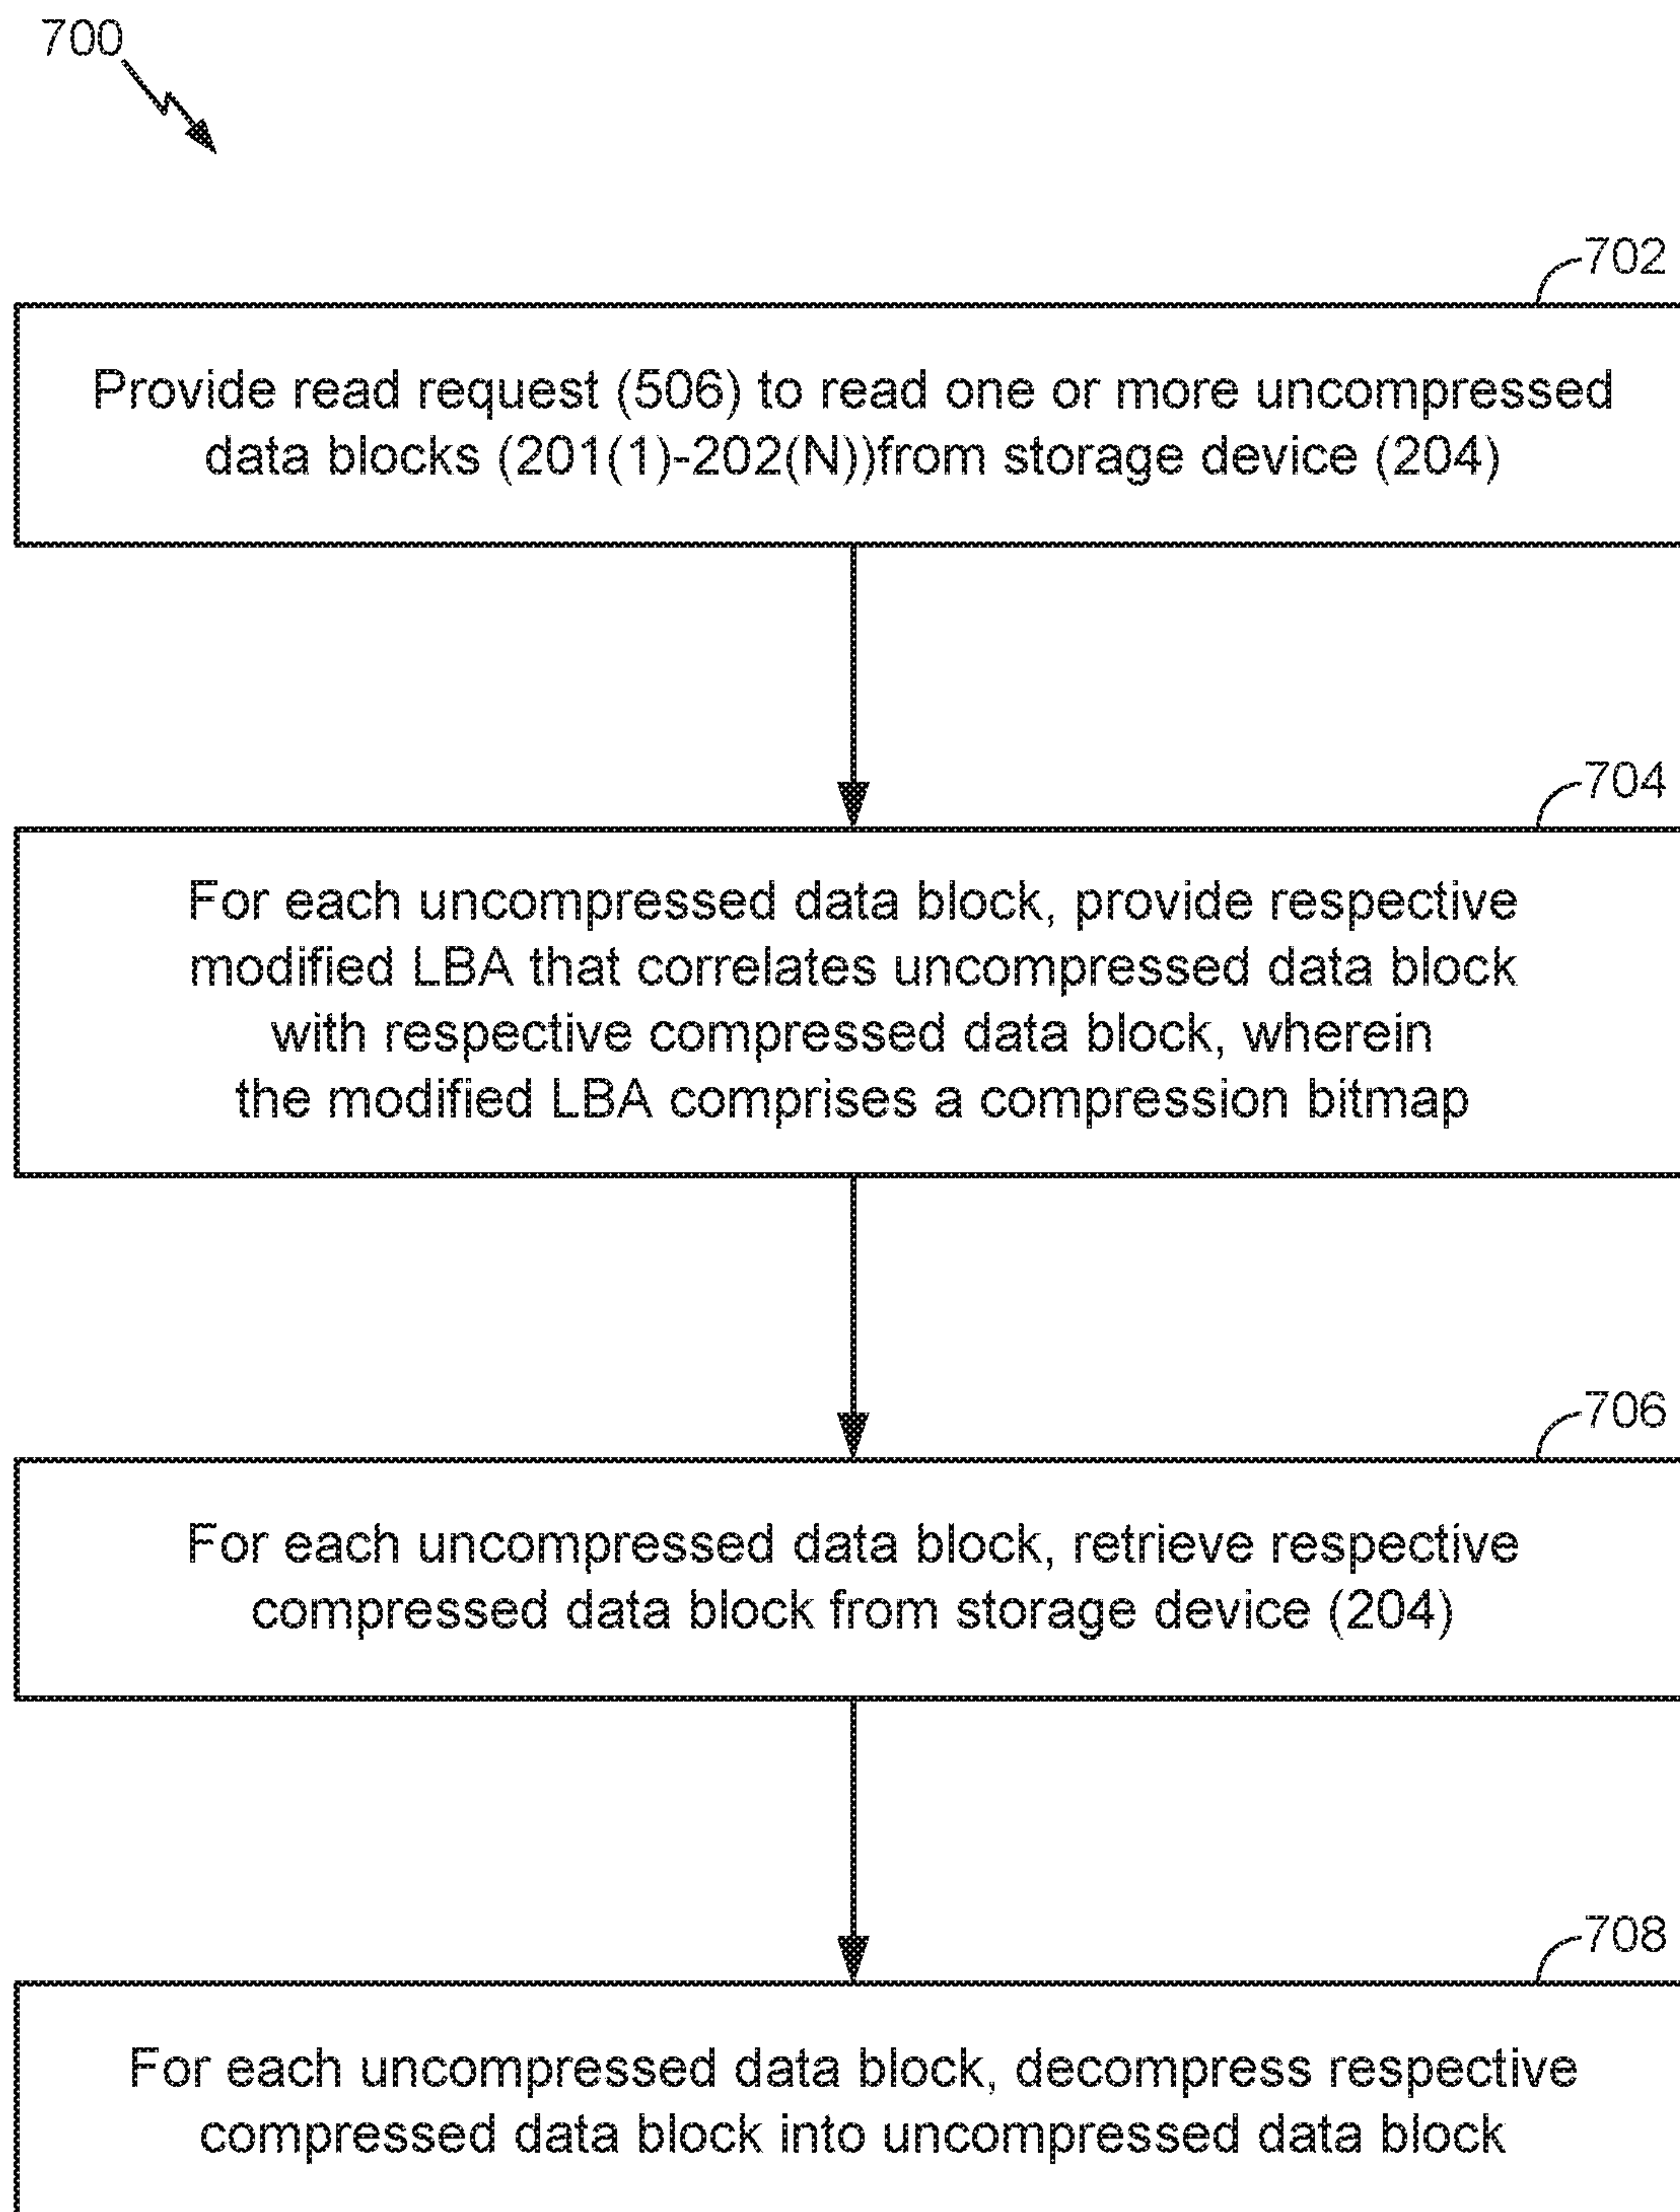 700
702
Provide read request (506) to read one or more uncompressed
data blocks (201(1)-202(N))from storage device (204)
704
For each uncompressed data block, provide respective
modified LBA that correlates uncompressed data block
with respective compressed data block, wherein
the modified LBA comprises a compression bitmap
706
For each uncompressed data block, retrieve respective
compressed data block from storage device (204)
708
For each uncompressed data block, decompress respective
compressed data block into uncompressed data block